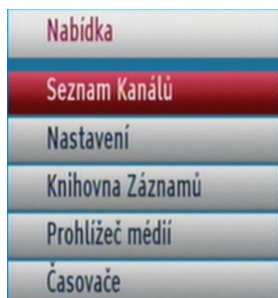 Nabídka
Seznam Kanálů
Nastavení
Knihovna Záznamů
Prohlížeč médií
Časovače